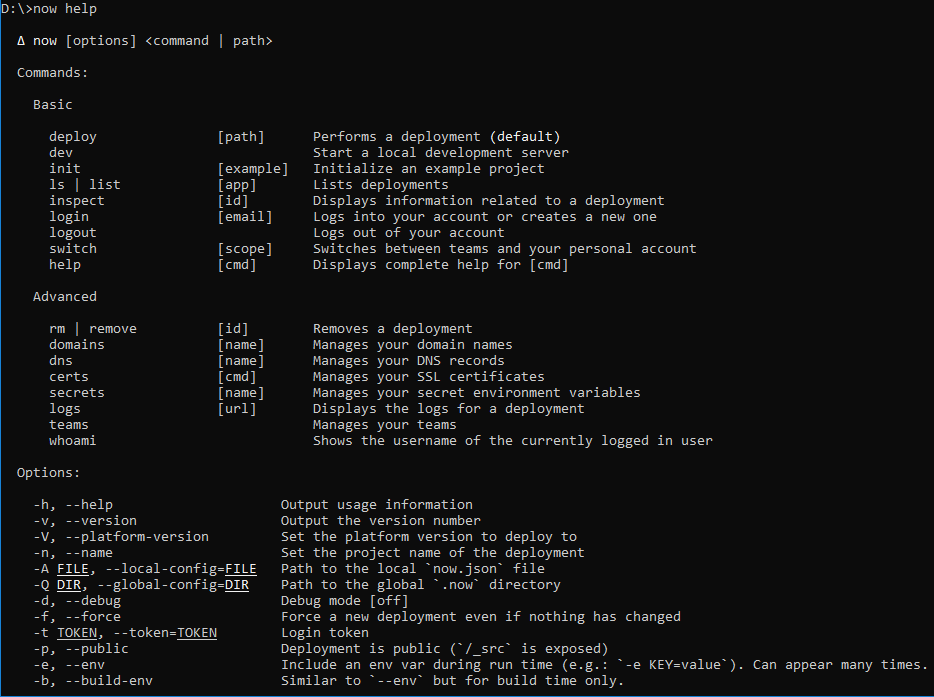 D:\>now help
Δ now [options] <command | path>
Commands:
Basic
deploy [path] Performs a deployment (default)
dev Start a local development server
init [example] Initialize an example project
ls | list [app] Lists deployments
inspect [id] Displays information related to a deployment
login [email] Logs into your account or creates a new one
logout Logs out of your account
switch [scope] Switches between teams and your personal account
help [cmd] Displays complete help for [cmd]
Advanced
rm | remove [id] Removes a deployment
domains [name] Manages your domain names
dns [name] Manages your DNS records
certs [cmd] Manages your SSL certificates
secrets [name] Manages your secret environment variables
logs [url] Displays the logs for a deployment
teams Manages your teams
whoami Shows the username of the currently logged in user
Options:
-h, --help Output usage information
-v, --version Output the version number
-V, --platform-version Set the platform version to deploy to
-n, --name Set the project name of the deployment
-A FILE, --local-config=FILE Path to the local `now.json` file
-Q DIR, --global-config=DIR Path to the global `.now` directory
-d, --debug Debug mode [off]
-f, --force Force a new deployment even if nothing has changed
-t TOKEN, --token=TOKEN Login token
-p, --public Deployment is public (`/_src` is exposed)
-e, --env Include an env var during run time (e.g.: `-e KEY=value`). Can appear many times.
-b, --build-env Similar to `--env` but for build time only.